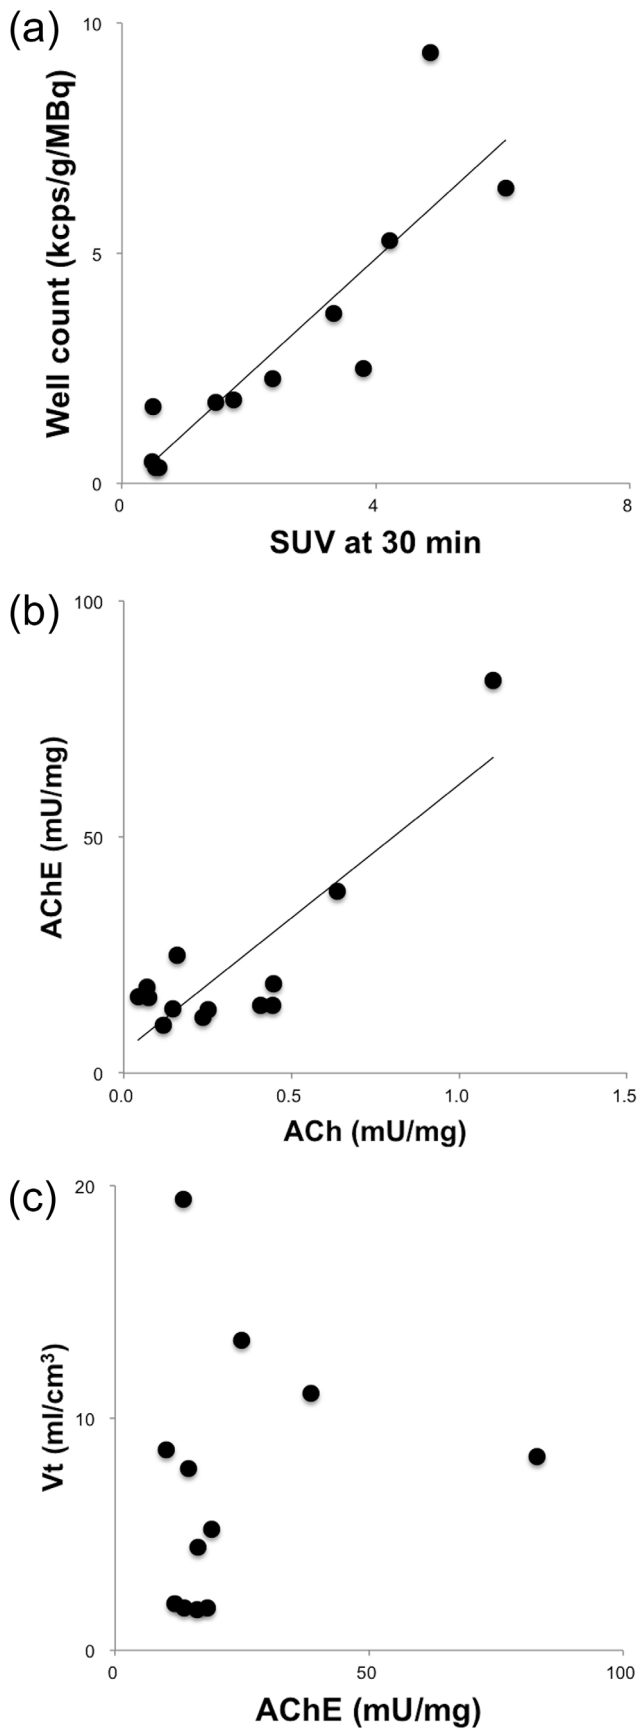 (a)
10
5
0
Well count (kcps/g/MBq)
0 4 8
SUV at 30 min
(b)
100
50
0
AChE (mU/mg)
0.0 0.5 1.0 1.5
ACh (mU/mg)
(c)
20
10
0
Vt (ml/cm³)
0 50 100
AChE (mU/mg)